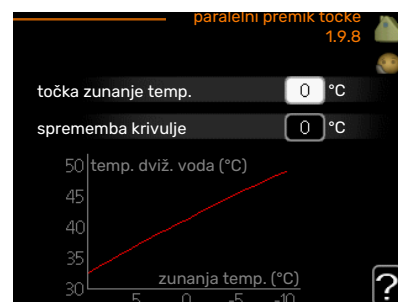 paralelni premik točke
1.9.8
točka zunanje temp. 0 °C
sprememba krivulje 0 °C
50 temp. dviž. voda (°C)
45
40
35
zunanja temp. (°C)
30 5 0 -5 -10
?